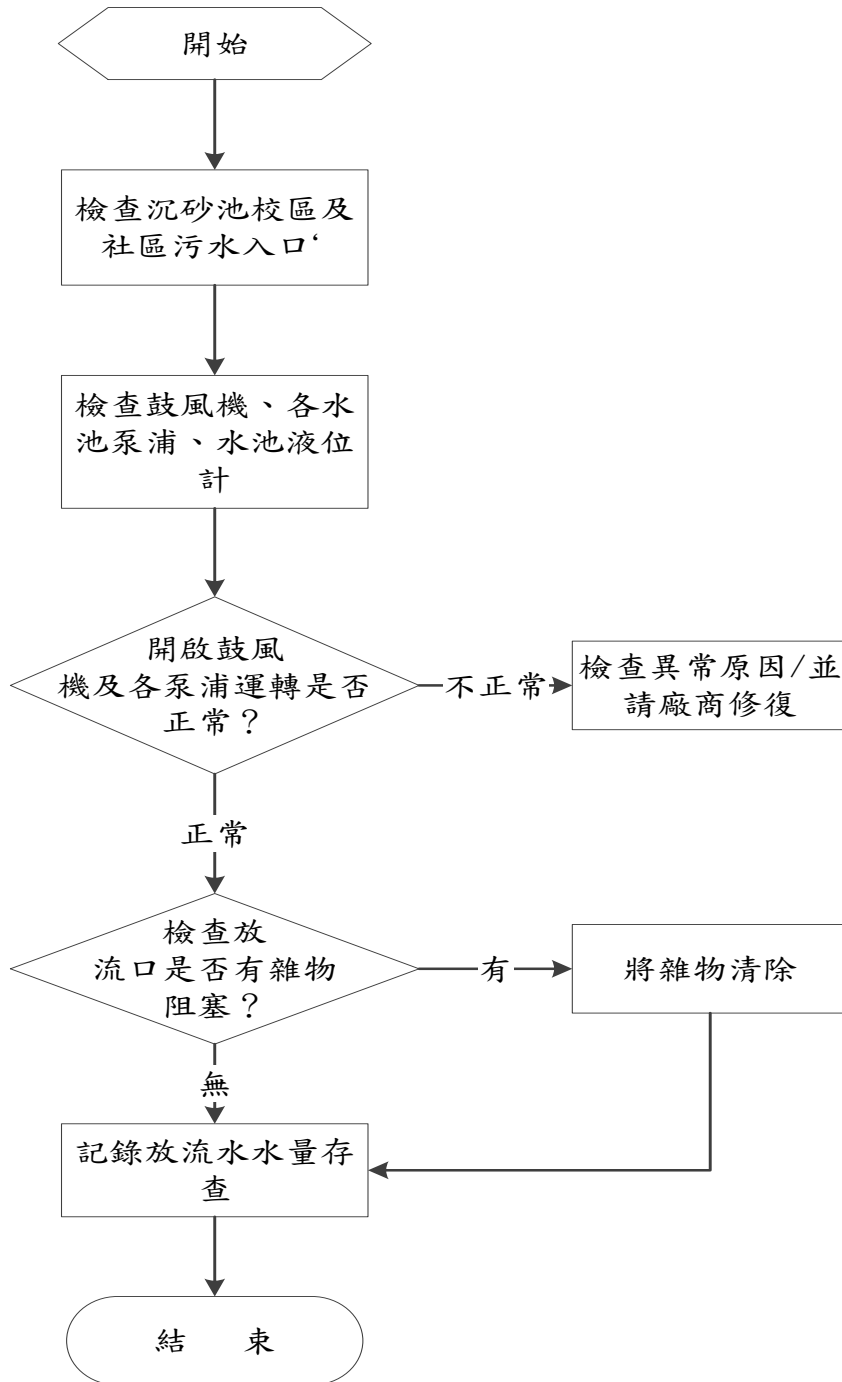 開始
檢查沉砂池校區及
社區污水入口‘
檢查鼓風機、各水
池泵浦、水池液位
計
開啟鼓風
機及各泵浦運轉是否
正常？
不正常
檢查異常原因/並
請廠商修復
正常
檢查放
流口是否有雜物
阻塞？
有
將雜物清除
無
記錄放流水水量存
查
結 束